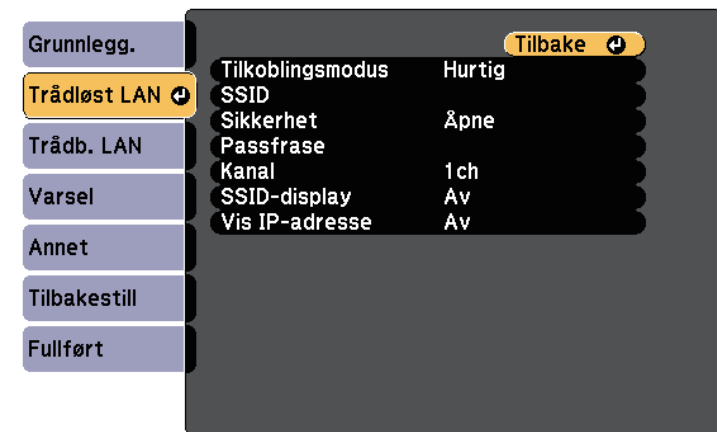 Grunnlegg.
Trådløst LAN
Trådb. LAN
Varsel
Annet
Tilbakestill
Fullført
Tilbake
Tilkoblingsmodus Hurtig
SSID
Sikkerhet Åpne
Passfrase
Kanal 1ch
SSID-display Av
Vis IP-adresse Av